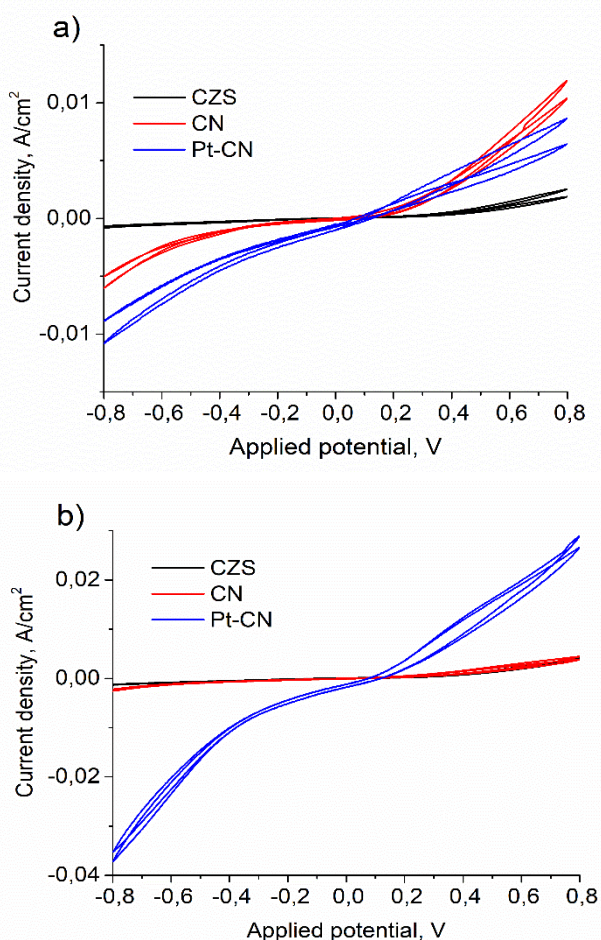 a)
CZS
CN
Pt-CN
0,01
0,00
-0,01
Current density, A/cm²
-0,8 -0,6 -0,4 -0,2 0,0 0,2 0,4 0,6 0,8
Applied potential, V
b)
CZS
CN
Pt-CN
0,02
0,00
-0,02
-0,04
Current density, A/cm²
-0,8 -0,6 -0,4 -0,2 0,0 0,2 0,4 0,6 0,8
Applied potential, V